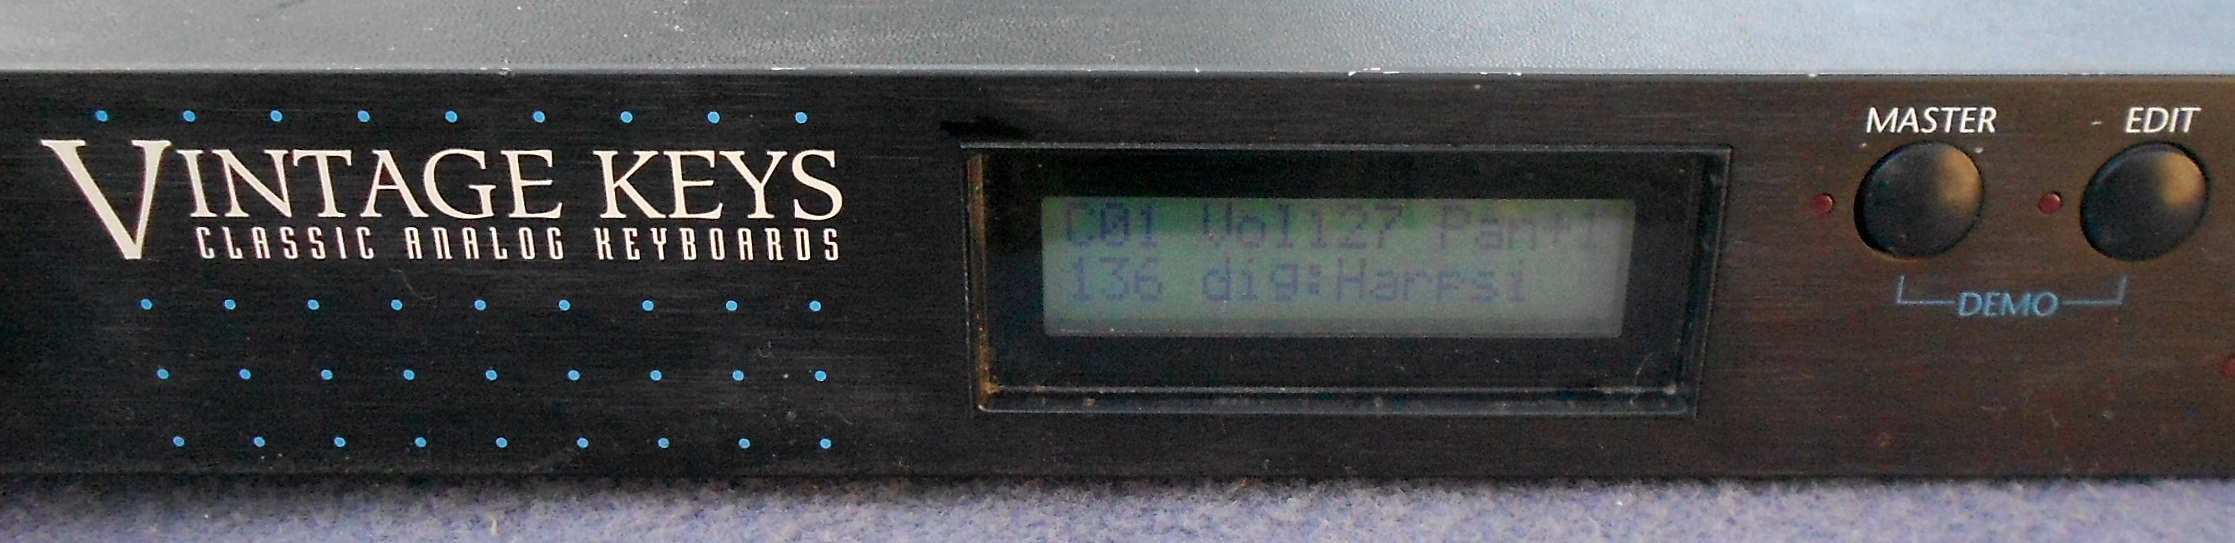 VINTAGE KEYS
CLASSIC ANALOG KEYBOARDS
C01 Vol127 Pan+1
136 dig:Harpsi
MASTER
EDIT
DEMO